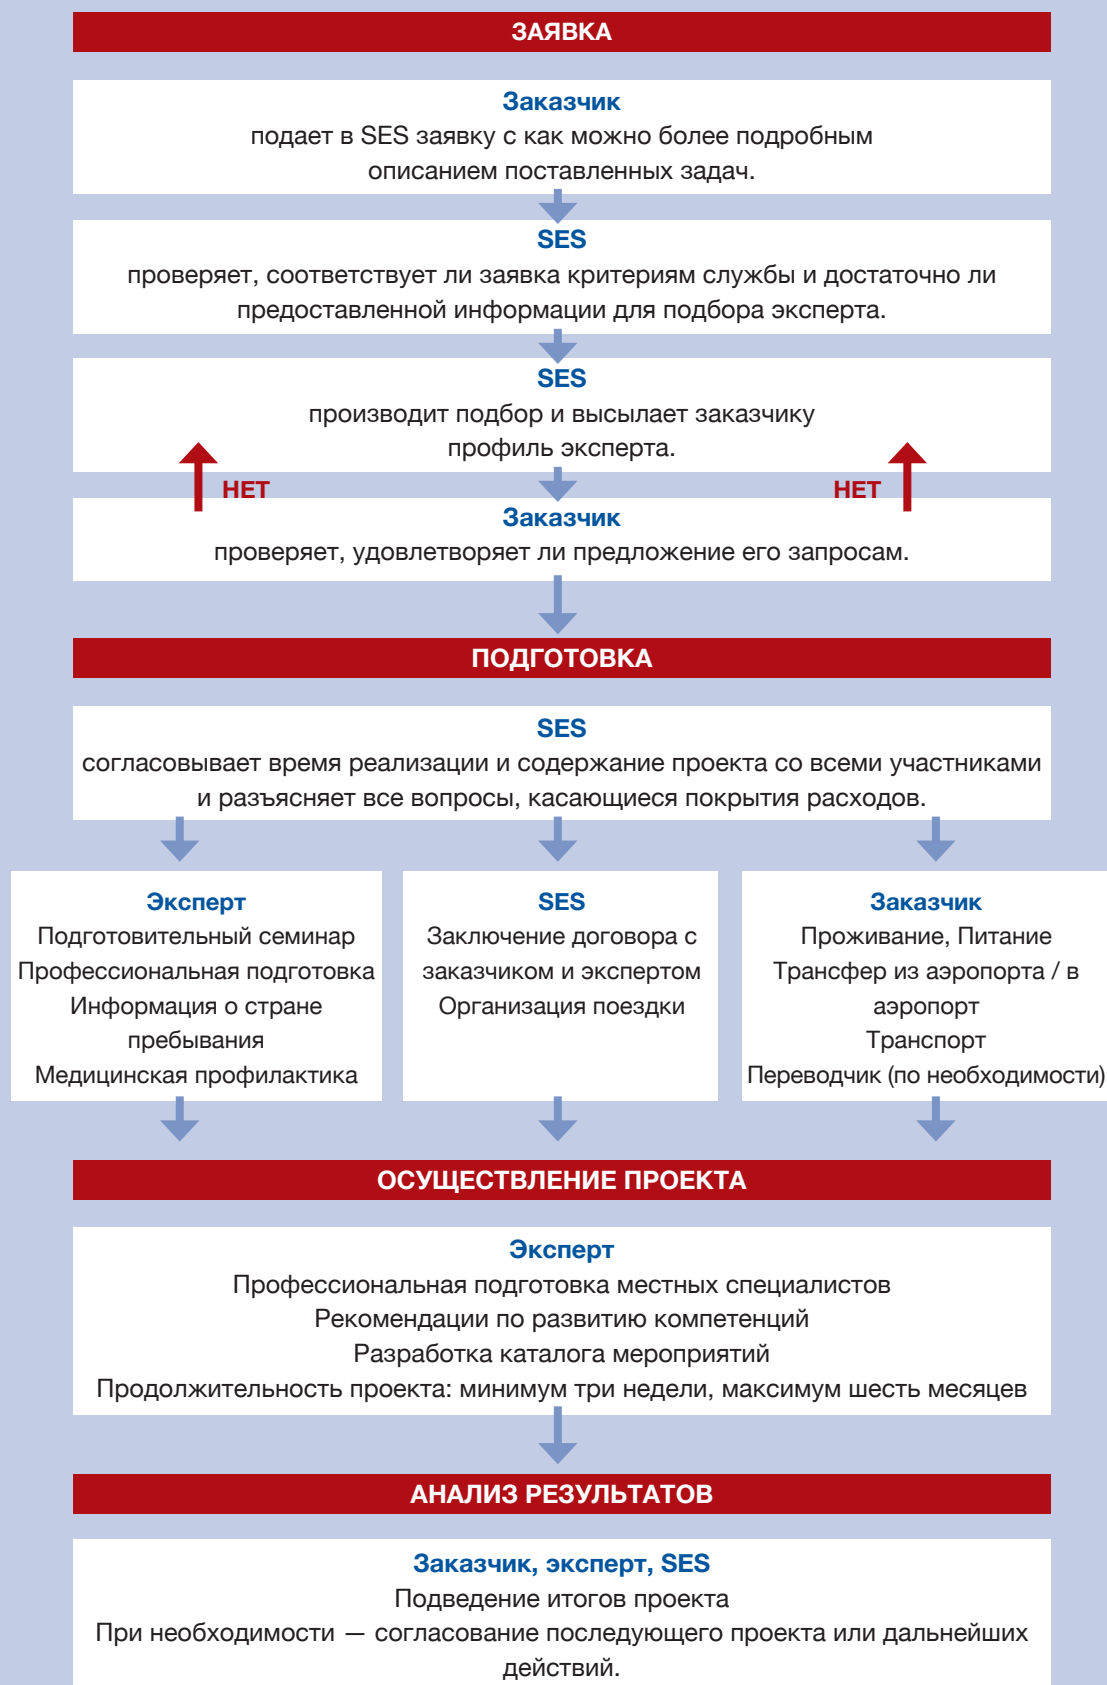 ЗАЯВКА
Заказчик
подает в SES заявку с как можно более подробным
описанием поставленных задач.
SES
проверяет, соответствует ли заявка критериям службы и достаточно ли
предоставленной информации для подбора эксперта.
SES
производит подбор и высылает заказчику
профиль эксперта.
НЕТ
НЕТ
Заказчик
проверяет, удовлетворяет ли предложение его запросам.
ПОДГОТОВКА
SES
согласовывает время реализации и содержание проекта со всеми участниками
и разъясняет все вопросы, касающиеся покрытия расходов.
Эксперт
Подготовительный семинар
Профессиональная подготовка
Информация о стране
пребывания
Медицинская профилактика
SES
Заключение договора с
заказчиком и экспертом
Организация поездки
Заказчик
Проживание, Питание
Трансфер из аэропорта / в
аэропорт
Транспорт
Переводчик (по необходимости)
ОСУЩЕСТВЛЕНИЕ ПРОЕКТА
Эксперт
Профессиональная подготовка местных специалистов
Рекомендации по развитию компетенций
Разработка каталога мероприятий
Продолжительность проекта: минимум три недели, максимум шесть месяцев
АНАЛИЗ РЕЗУЛЬТАТОВ
Заказчик, эксперт, SES
Подведение итогов проекта
При необходимости — согласование последующего проекта или дальнейших
действий.